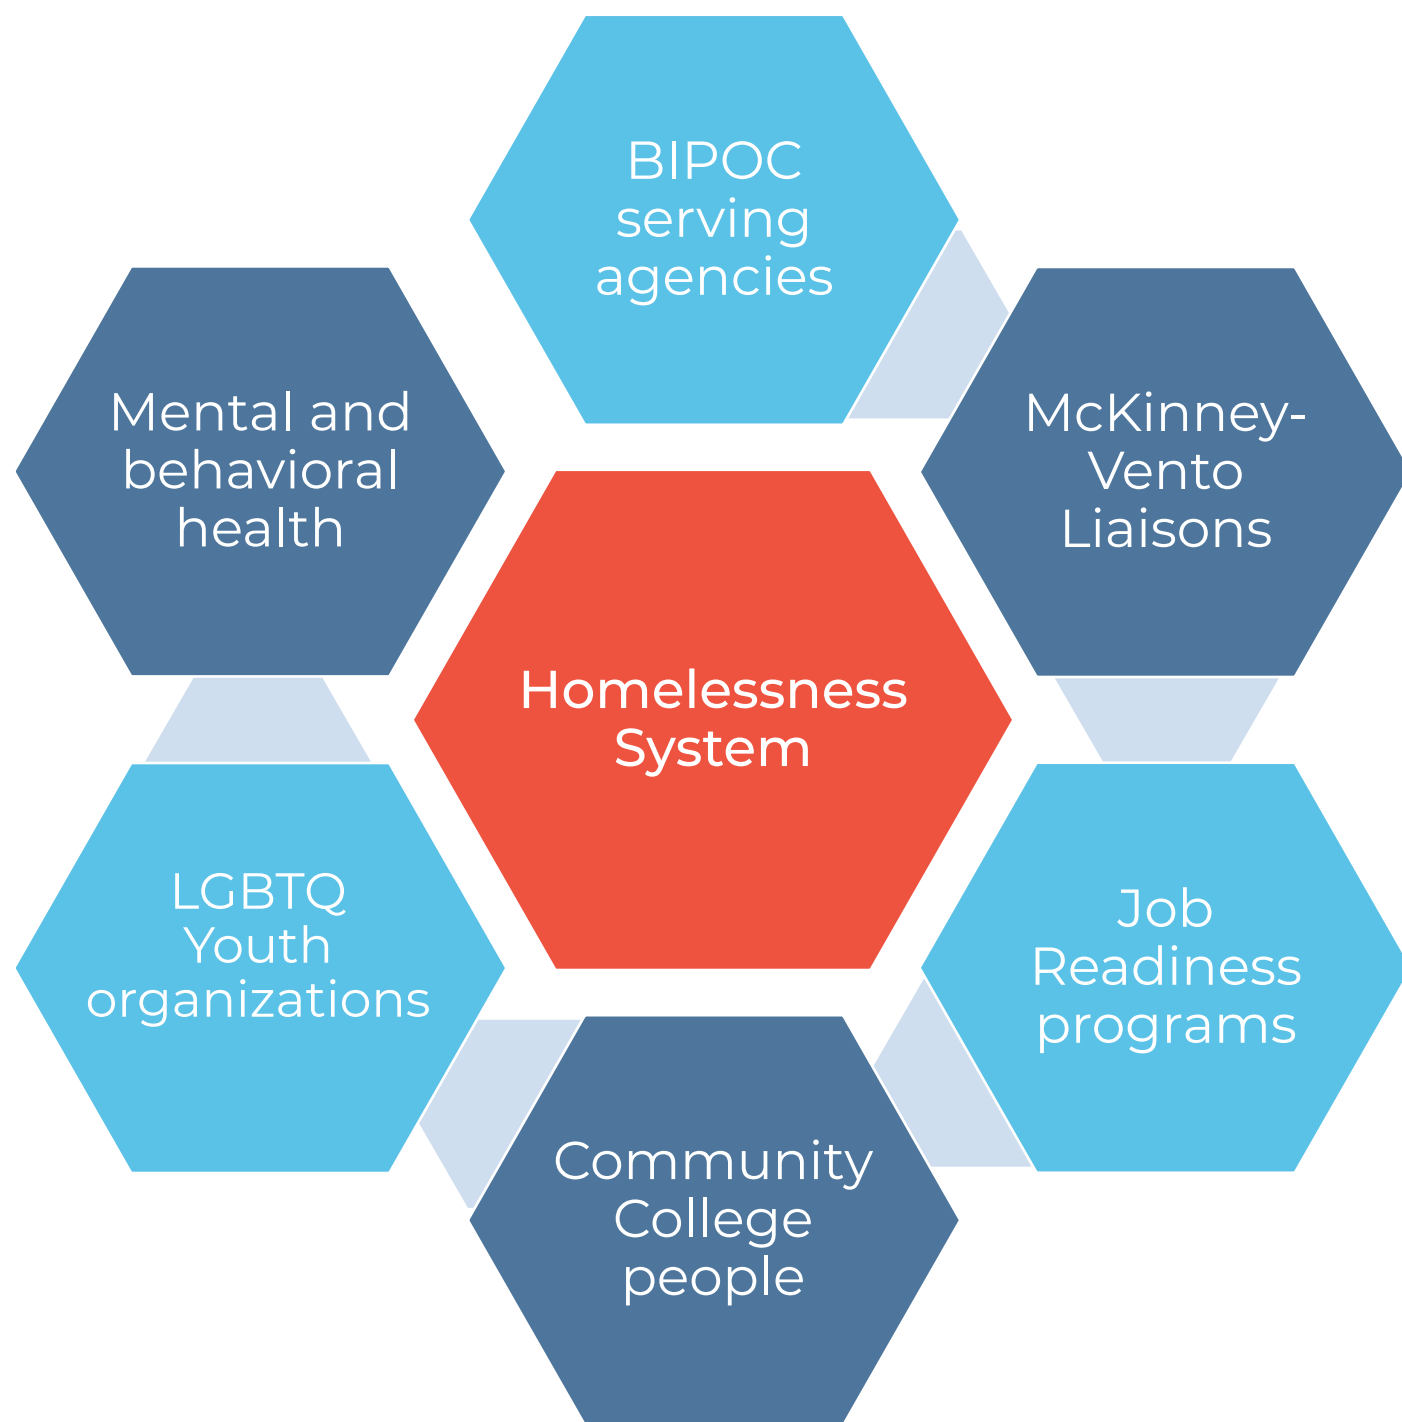 BIPOC
serving
agencies
Mental and
behavioral
health
McKinney-
Vento
Liaisons
Homelessness
System
LGBTQ
Youth
organizations
Job
Readiness
programs
Community
College
people